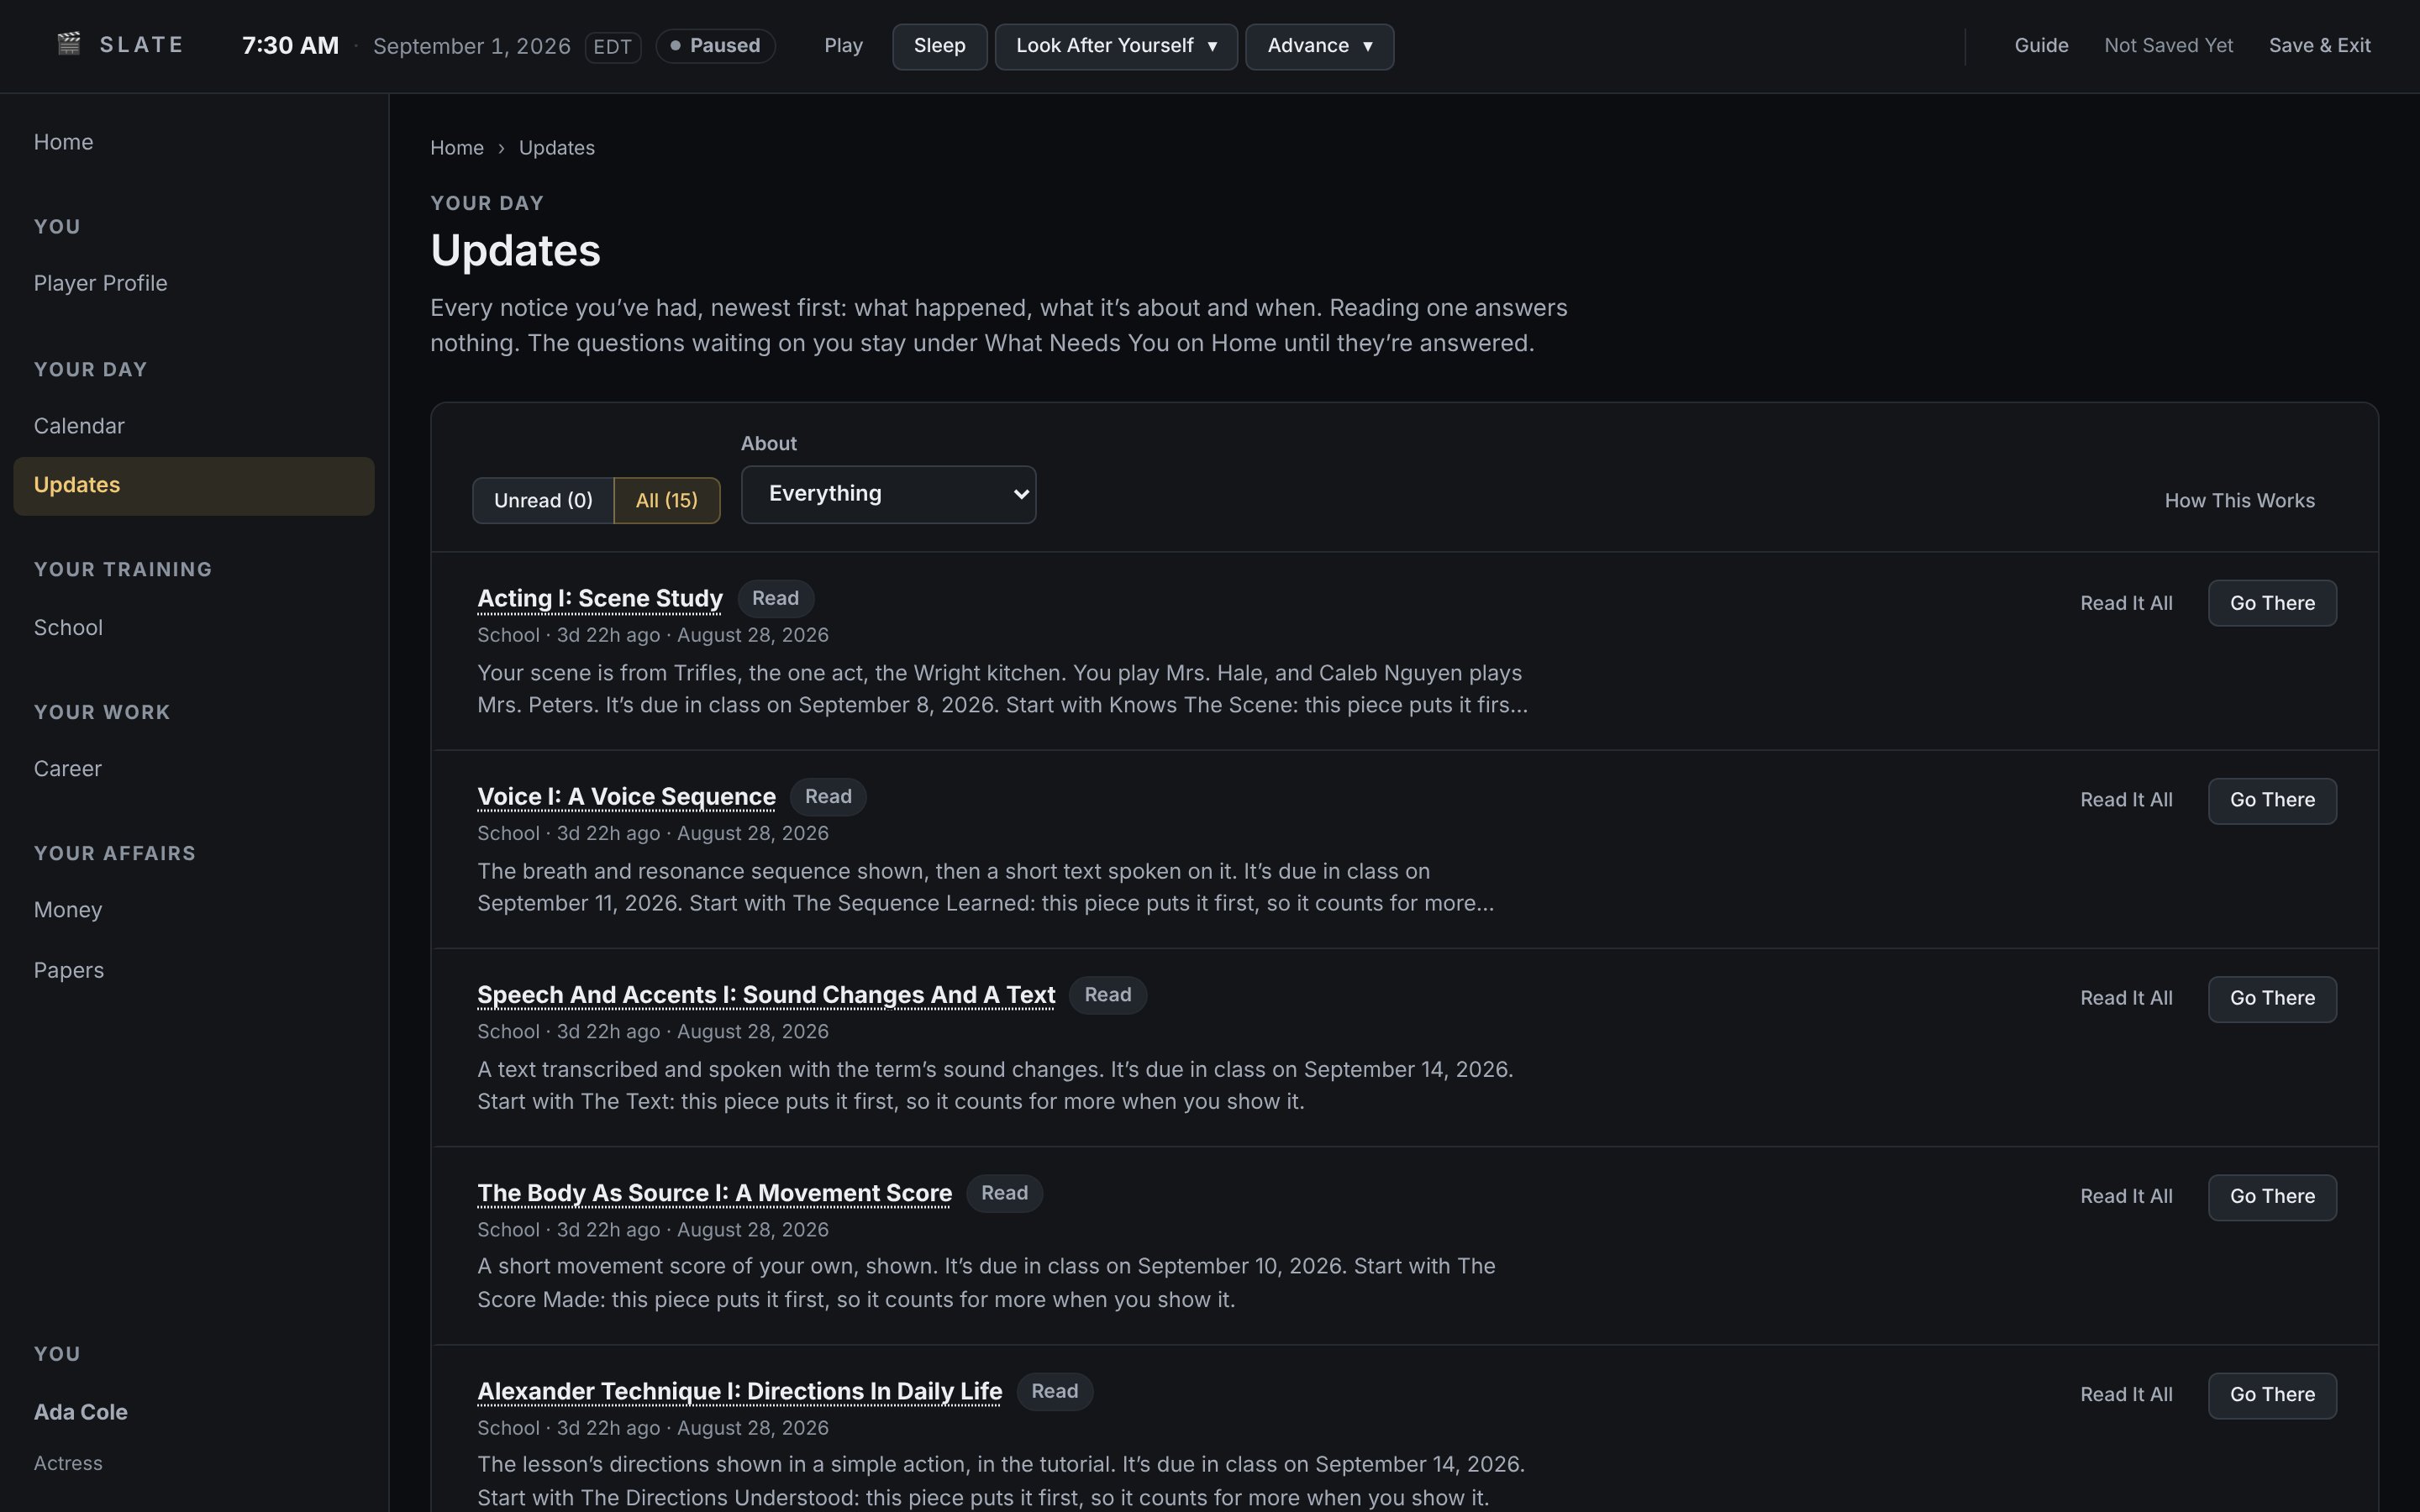 SLATE
7:30 AM · September 1, 2026 EDT Paused Play Sleep Look After Yourself ▾ Advance ▾ Guide Not Saved Yet Save & Exit
Home
YOU
Player Profile
YOUR DAY
Calendar
Updates
YOUR TRAINING
School
YOUR WORK
Career
YOUR AFFAIRS
Money
Papers
YOU
Ada Cole
Actress
Home › Updates
YOUR DAY
Updates
Every notice you’ve had, newest first: what happened, what it’s about and when. Reading one answers
nothing. The questions waiting on you stay under What Needs You on Home until they’re answered.
About
Unread (0) All (15) Everything How This Works
Acting I: Scene Study Read Read It All Go There
School · 3d 22h ago · August 28, 2026
Your scene is from Trifles, the one act, the Wright kitchen. You play Mrs. Hale, and Caleb Nguyen plays
Mrs. Peters. It’s due in class on September 8, 2026. Start with Knows The Scene: this piece puts it firs…
Voice I: A Voice Sequence Read Read It All Go There
School · 3d 22h ago · August 28, 2026
The breath and resonance sequence shown, then a short text spoken on it. It’s due in class on
September 11, 2026. Start with The Sequence Learned: this piece puts it first, so it counts for more…
Speech And Accents I: Sound Changes And A Text Read Read It All Go There
School · 3d 22h ago · August 28, 2026
A text transcribed and spoken with the term’s sound changes. It’s due in class on September 14, 2026.
Start with The Text: this piece puts it first, so it counts for more when you show it.
The Body As Source I: A Movement Score Read Read It All Go There
School · 3d 22h ago · August 28, 2026
A short movement score of your own, shown. It’s due in class on September 10, 2026. Start with The
Score Made: this piece puts it first, so it counts for more when you show it.
Alexander Technique I: Directions In Daily Life Read Read It All Go There
School · 3d 22h ago · August 28, 2026
The lesson’s directions shown in a simple action, in the tutorial. It’s due in class on September 14, 2026.
Start with The Directions Understood: this piece puts it first, so it counts for more when you show it.